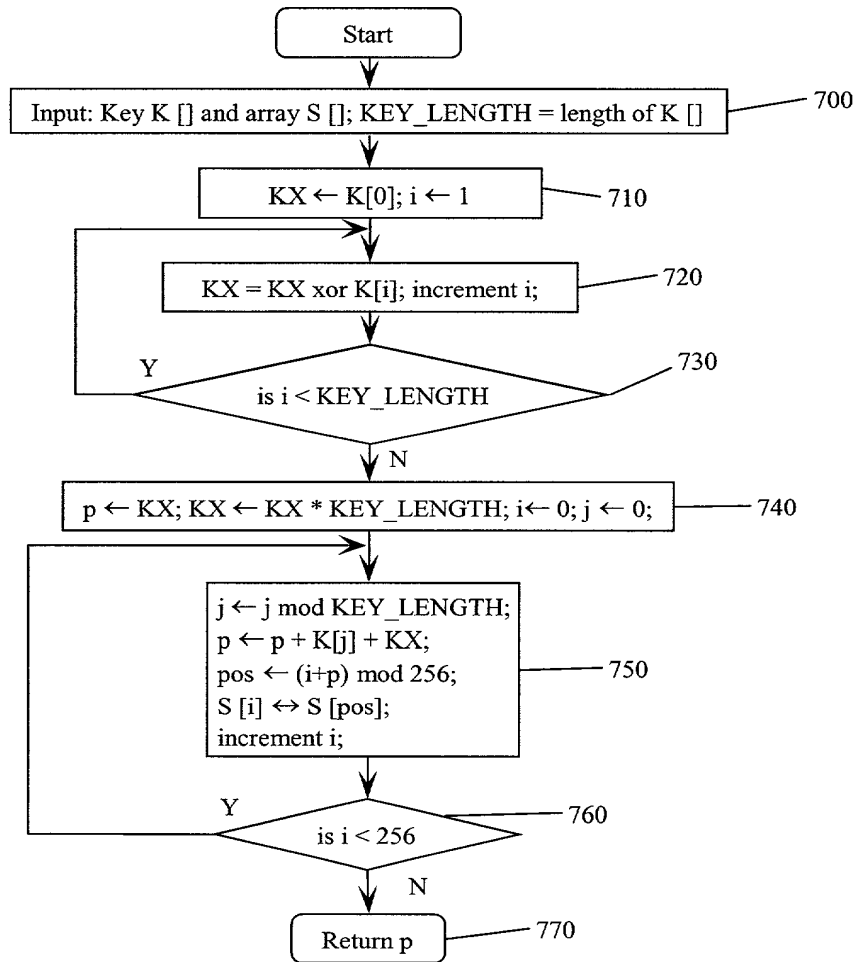 Start
Input: Key K [] and array S []; KEY_LENGTH = length of K []
700
KX ← K[0]; i ← 1
710
KX = KX xor K[i]; increment i;
720
Y
730
is i < KEY_LENGTH
N
p ← KX; KX ← KX * KEY_LENGTH; i← 0; j ← 0;
740
j ← j mod KEY_LENGTH;
p ← p + K[j] + KX;
pos ← (i+p) mod 256;
750
S [i] ↔ S [pos];
increment i;
Y
760
is i < 256
N
Return p
770